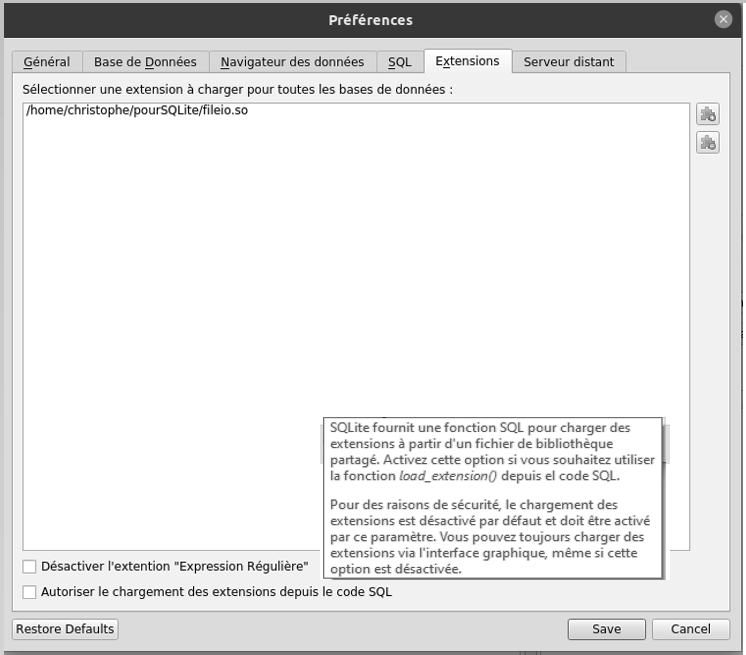 Préférences
Général
Base de Données
Navigateur des données
SQL
Extensions
Serveur distant
Sélectionner une extension à charger pour toutes les bases de données :
/home/christophe/pourSQLite/fileio.so
SQLite fournit une fonction SQL pour charger des
extensions à partir d'un fichier de bibliothèque
partagé. Activez cette option si vous souhaitez utiliser
la fonction load_extension() depuis el code SQL.
Pour des raisons de sécurité, le chargement des
extensions est désactivé par défaut et doit être activé
par ce paramètre. Vous pouvez toujours charger des
extensions via l'interface graphique, même si cette
option est désactivée.
Désactiver l'extention "Expression Régulière"
Autoriser le chargement des extensions depuis le code SQL
Restore Defaults
Save
Cancel